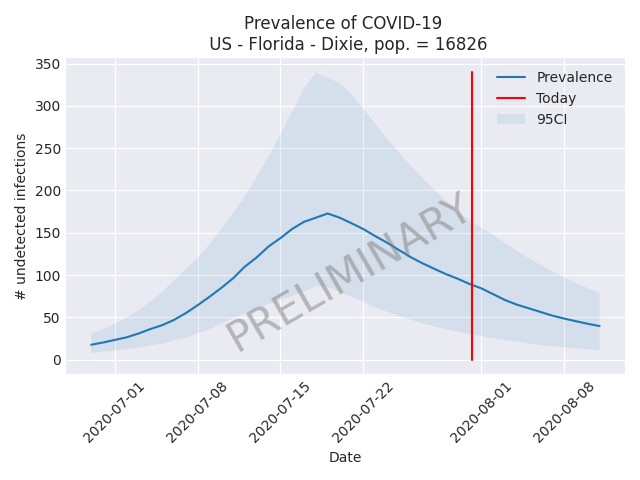 Prevalence of COVID-19
US - Florida - Dixie, pop. = 16826
350
300
250
200
150
100
50
0
# undetected infections
Prevalence
Today
95CI
PRELIMINARY
2020-07-01
2020-07-08
2020-07-15
2020-07-22
2020-08-01
2020-08-08
Date